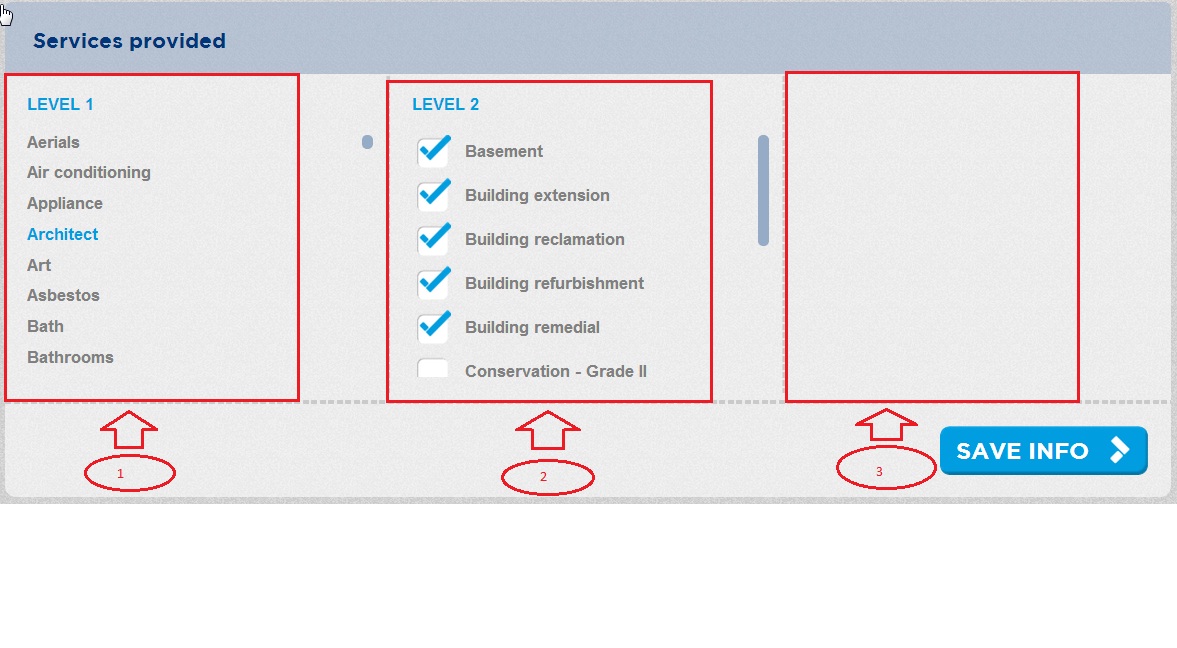 Services provided
LEVEL 1
Aerials
Air conditioning
Appliance
Architect
Art
Asbestos
Bath
Bathrooms
LEVEL 2
Basement
Building extension
Building reclamation
Building refurbishment
Building remedial
Conservation - Grade II
1
2
3
SAVE INFO